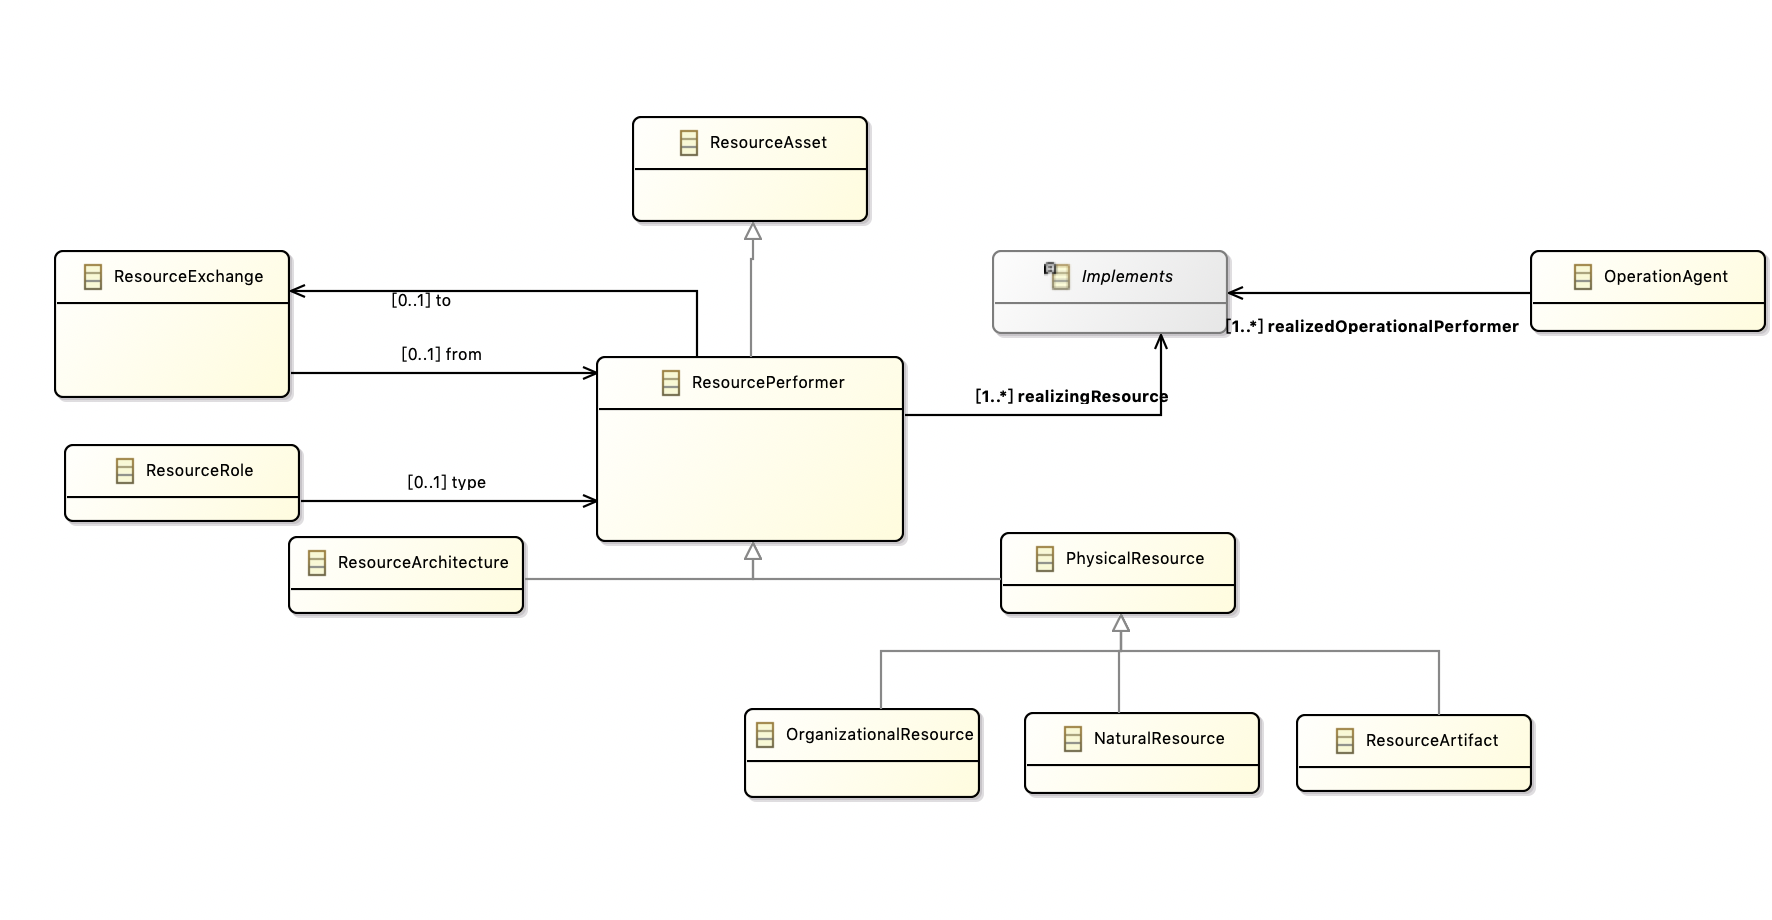 ResourceAsset
ResourceExchange
[0..1] to
[0..1] from
Implements
OperationAgent
[1..*] realizedOperationalPerformer
ResourcePerformer
[1..*] realizingResource
ResourceRole
[0..1] type
ResourceArchitecture
PhysicalResource
OrganizationalResource
NaturalResource
ResourceArtifact